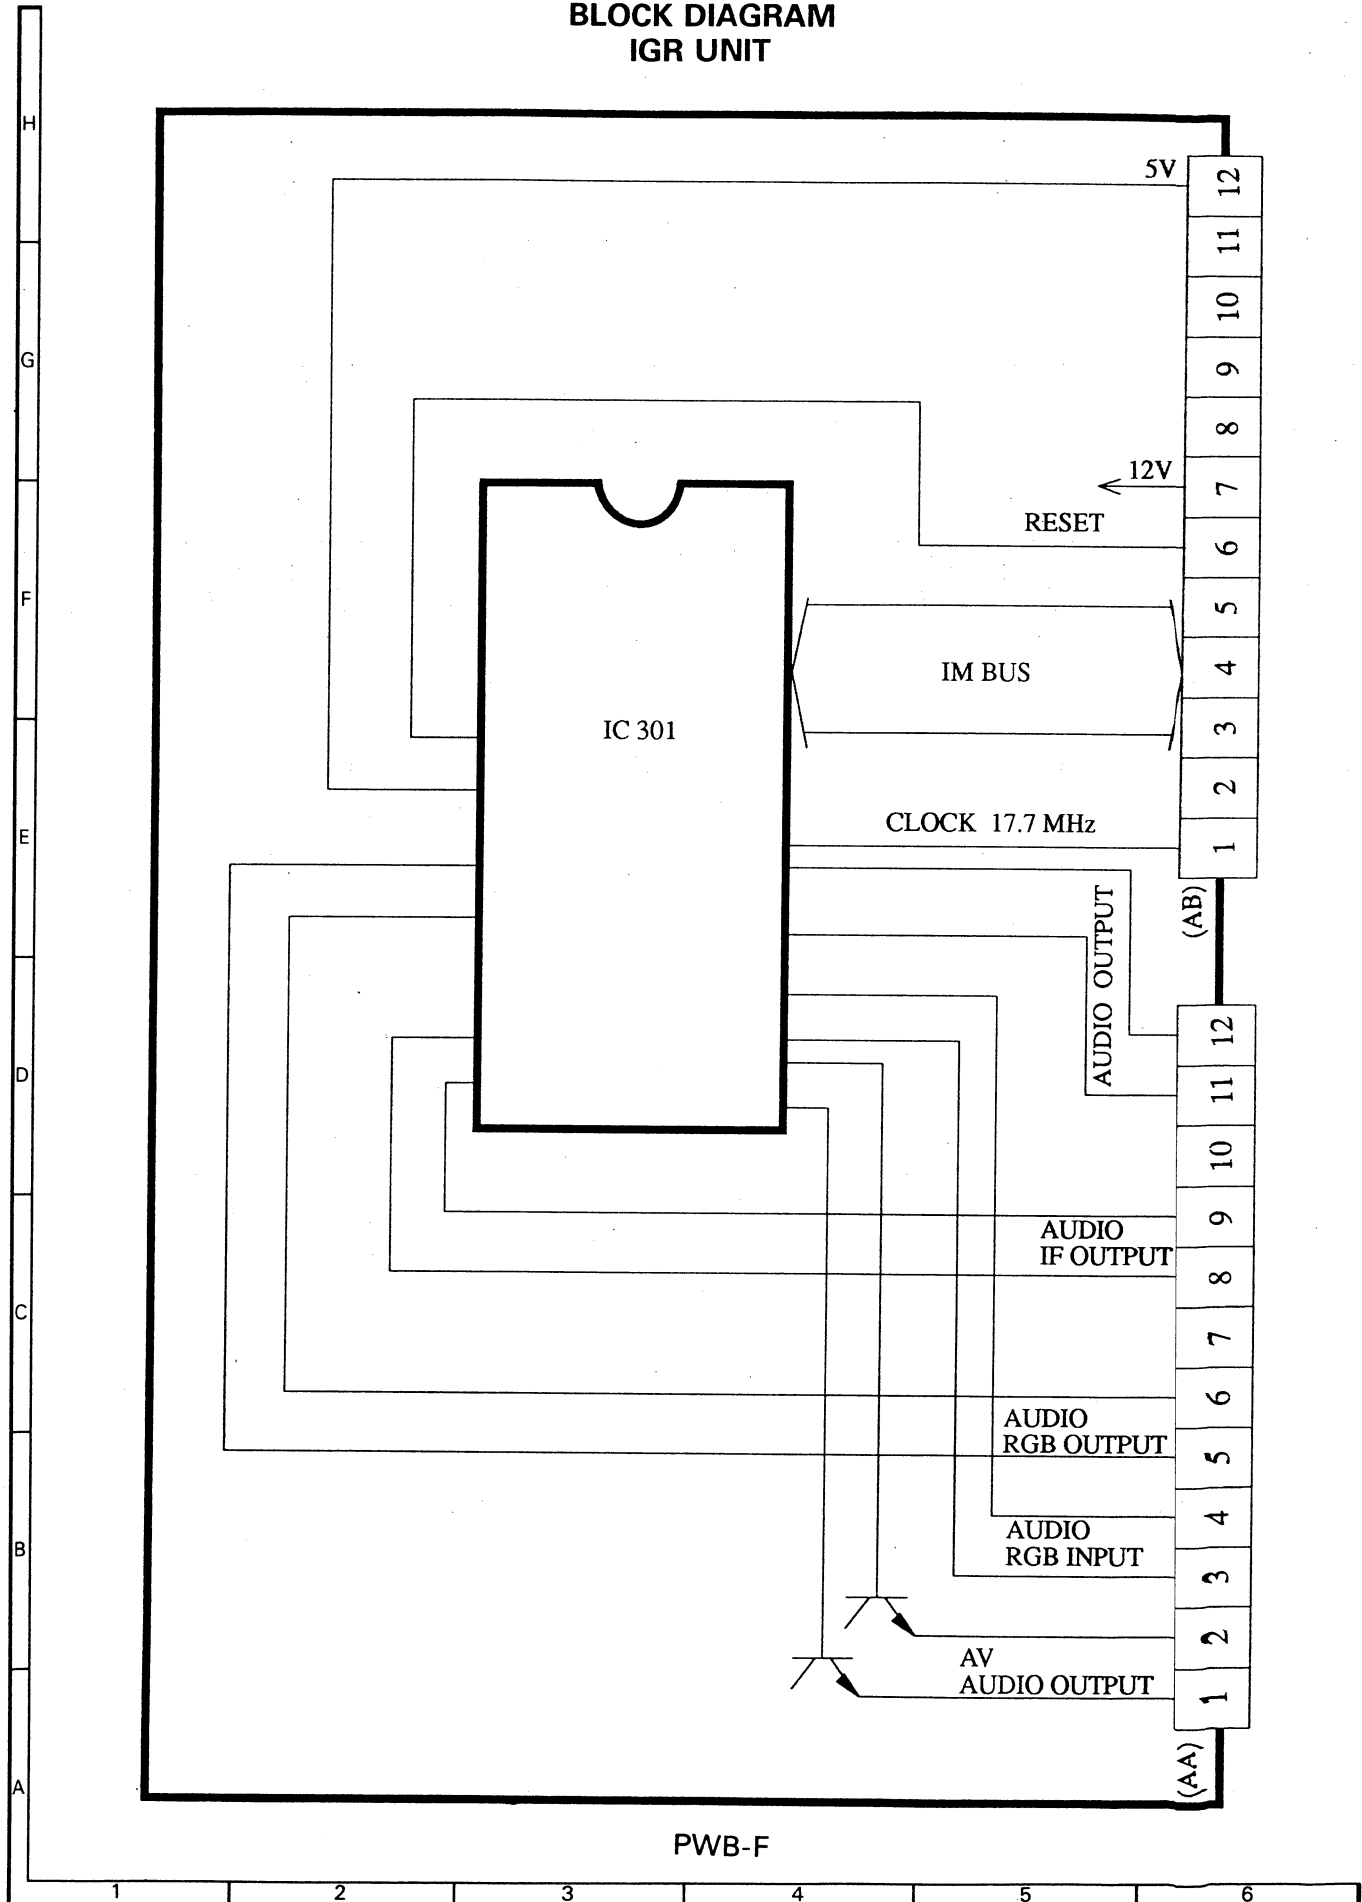 BLOCK DIAGRAM
IGR UNIT
H
G
F
E
D
C
B
A
5V
12
11
10
9
8
12V
7
RESET
6
5
IM BUS
4
IC 301
3
2
CLOCK 17.7 MHz
1
(AB)
AUDIO OUTPUT
12
11
10
9
AUDIO
IF OUTPUT
8
7
6
AUDIO
RGB OUTPUT
5
4
AUDIO
RGB INPUT
3
2
AV
AUDIO OUTPUT
1
(AA)
PWB-F
1 2 3 4 5 6